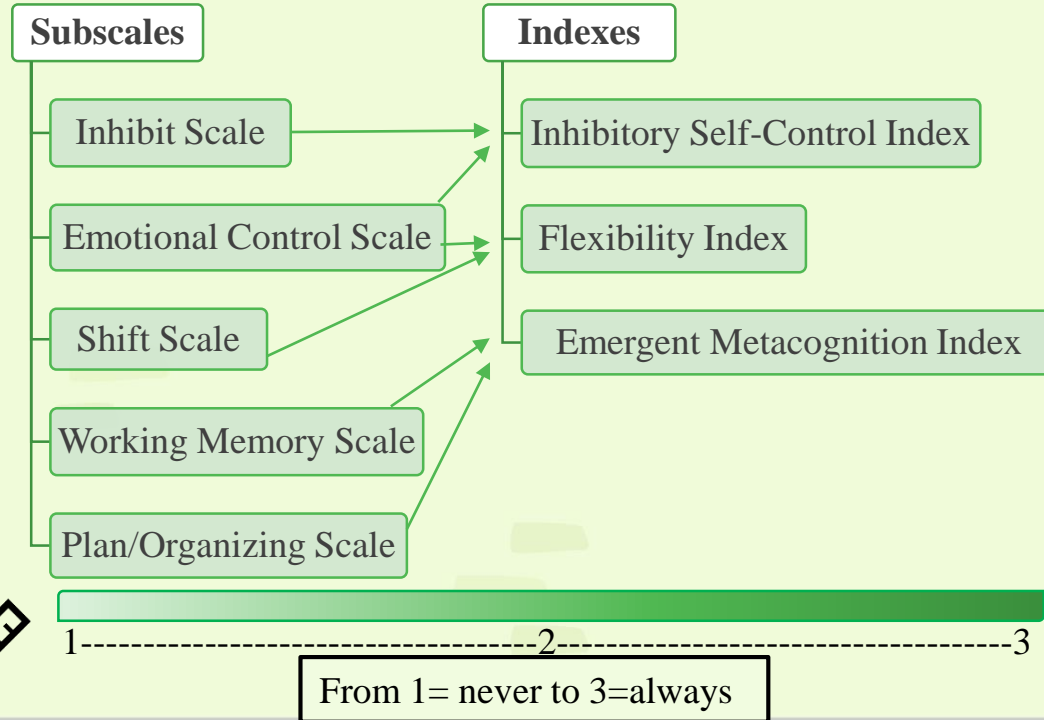 Subscales
Inhibit Scale
Emotional Control Scale
Shift Scale
Working Memory Scale
Plan/Organizing Scale
Indexes
Inhibitory Self-Control Index
Flexibility Index
Emergent Metacognition Index
1------------------------------------2------------------------------------3
From 1= never to 3=always